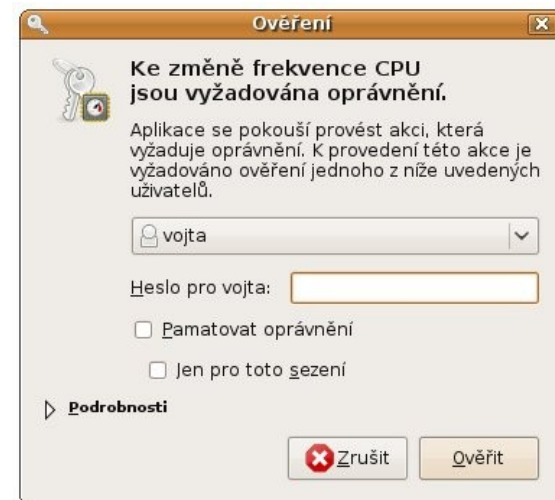 Ověření
Ke změně frekvence CPU
jsou vyžadována oprávnění.
Aplikace se pokouší provést akci, která
vyžaduje oprávnění. K provedení této akce je
vyžadováno ověření jednoho z níže uvedených
uživatelů.
vojta
Heslo pro vojta:
Pamatovat oprávnění
Jen pro toto sezení
Podrobnosti
Zrušit
Ověřit